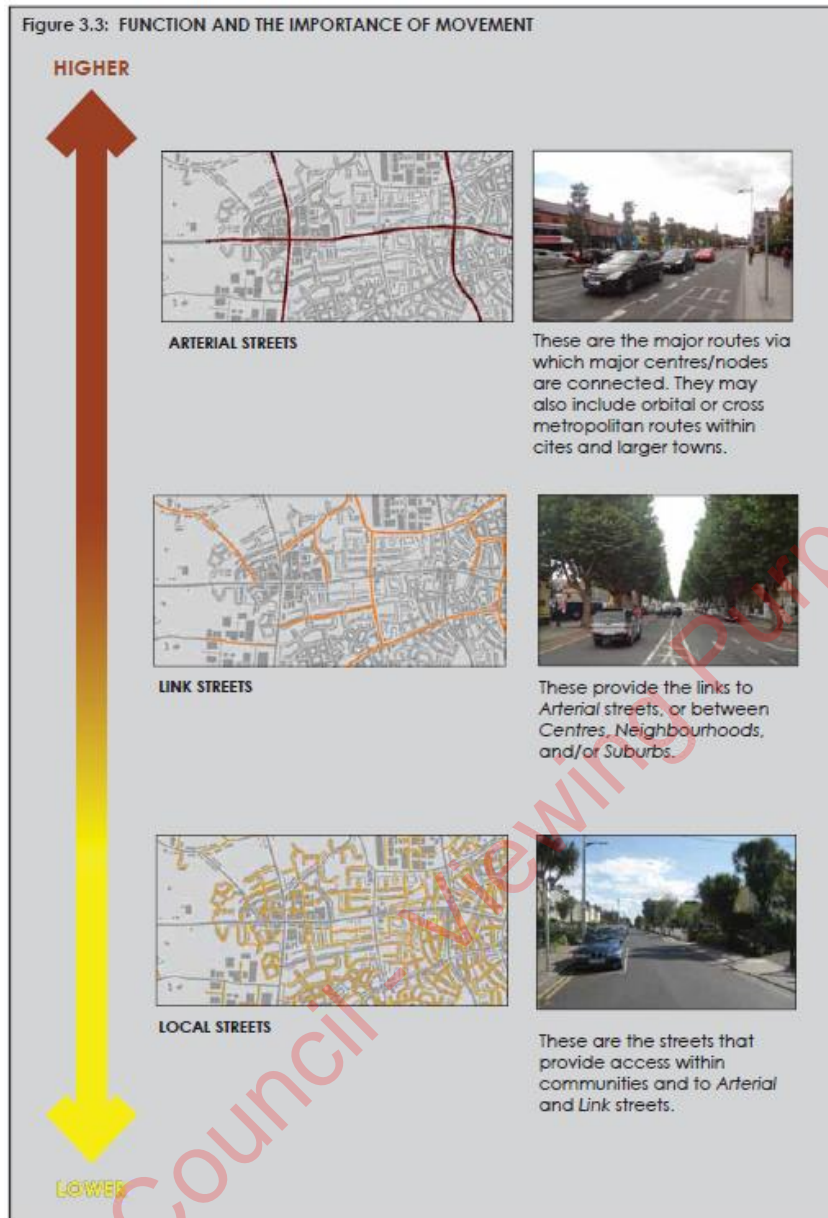 Figure 3.3: FUNCTION AND THE IMPORTANCE OF MOVEMENT
HIGHER
ARTERIAL STREETS
These are the major routes via
which major centres/nodes
are connected. They may
also include orbital or cross
metropolitan routes within
cites and larger towns.
LINK STREETS
These provide the links to
Arterial streets, or between
Centres, Neighbourhoods,
and/or Suburbs.
LOCAL STREETS
These are the streets that
provide access within
communities and to Arterial
and Link streets.
LOWER
Council - Viewing Purp